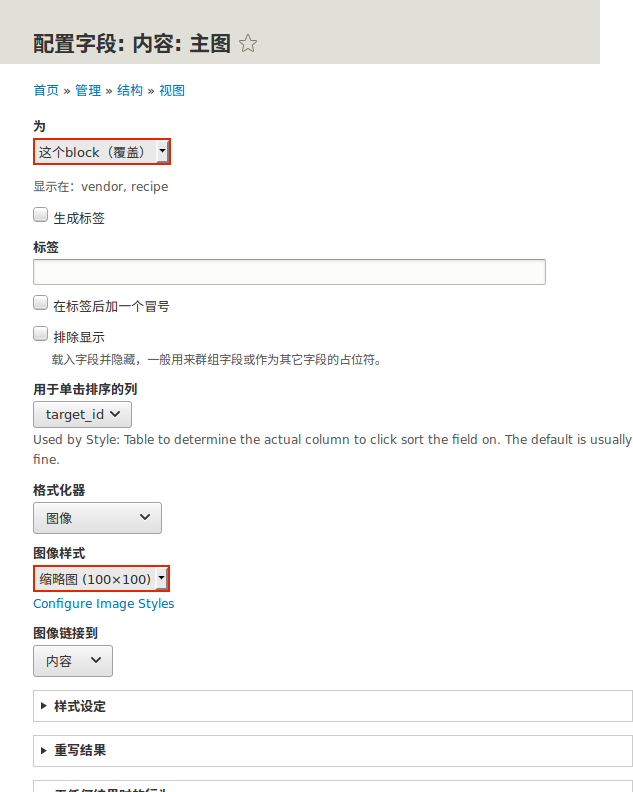 配置字段: 内容: 主图
首页 » 管理 » 结构 » 视图
为
这个block（覆盖）
显示在：vendor, recipe
生成标签
标签
在标签后加一个冒号
排除显示
载入字段并隐藏，一般用来群组字段或作为其它字段的占位符。
用于单击排序的列
target_id
Used by Style: Table to determine the actual column to click sort the field on. The default is usually
fine.
格式化器
图像
图像样式
缩略图 (100×100)
Configure Image Styles
图像链接到
内容
样式设定
重写结果